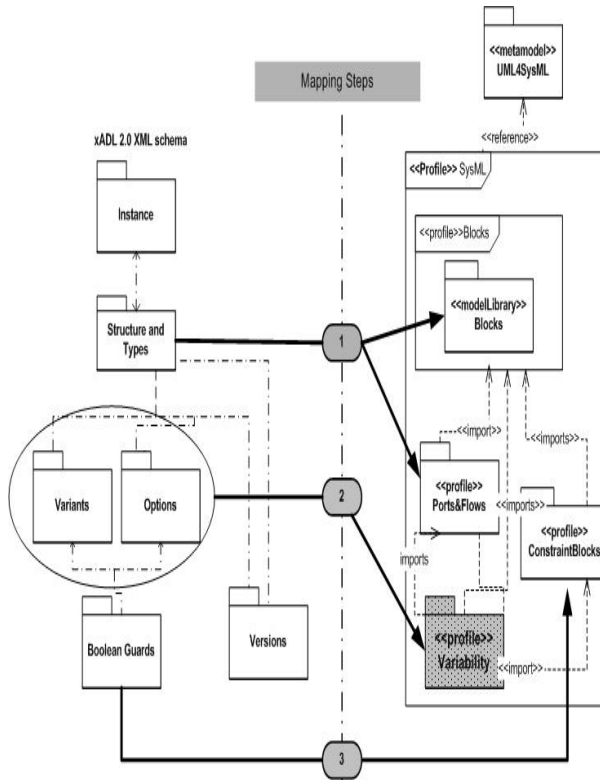 <<metamodel>>
UML4SysML
Mapping Steps
<<reference>>
xADL 2.0 XML schema
<<Profile>> SysML
Instance
<<profile>>Blocks
<<modelLibrary>>
Blocks
Structure and
Types
1
<<import>>
<<imports>>
<<profile>>
Ports&Flows
Variants
Options
2
<<imports>>
<<profile>>
ConstraintBlocks
imports
Boolean Guards
Versions
<<profile>>
Variability
<<import>>
3